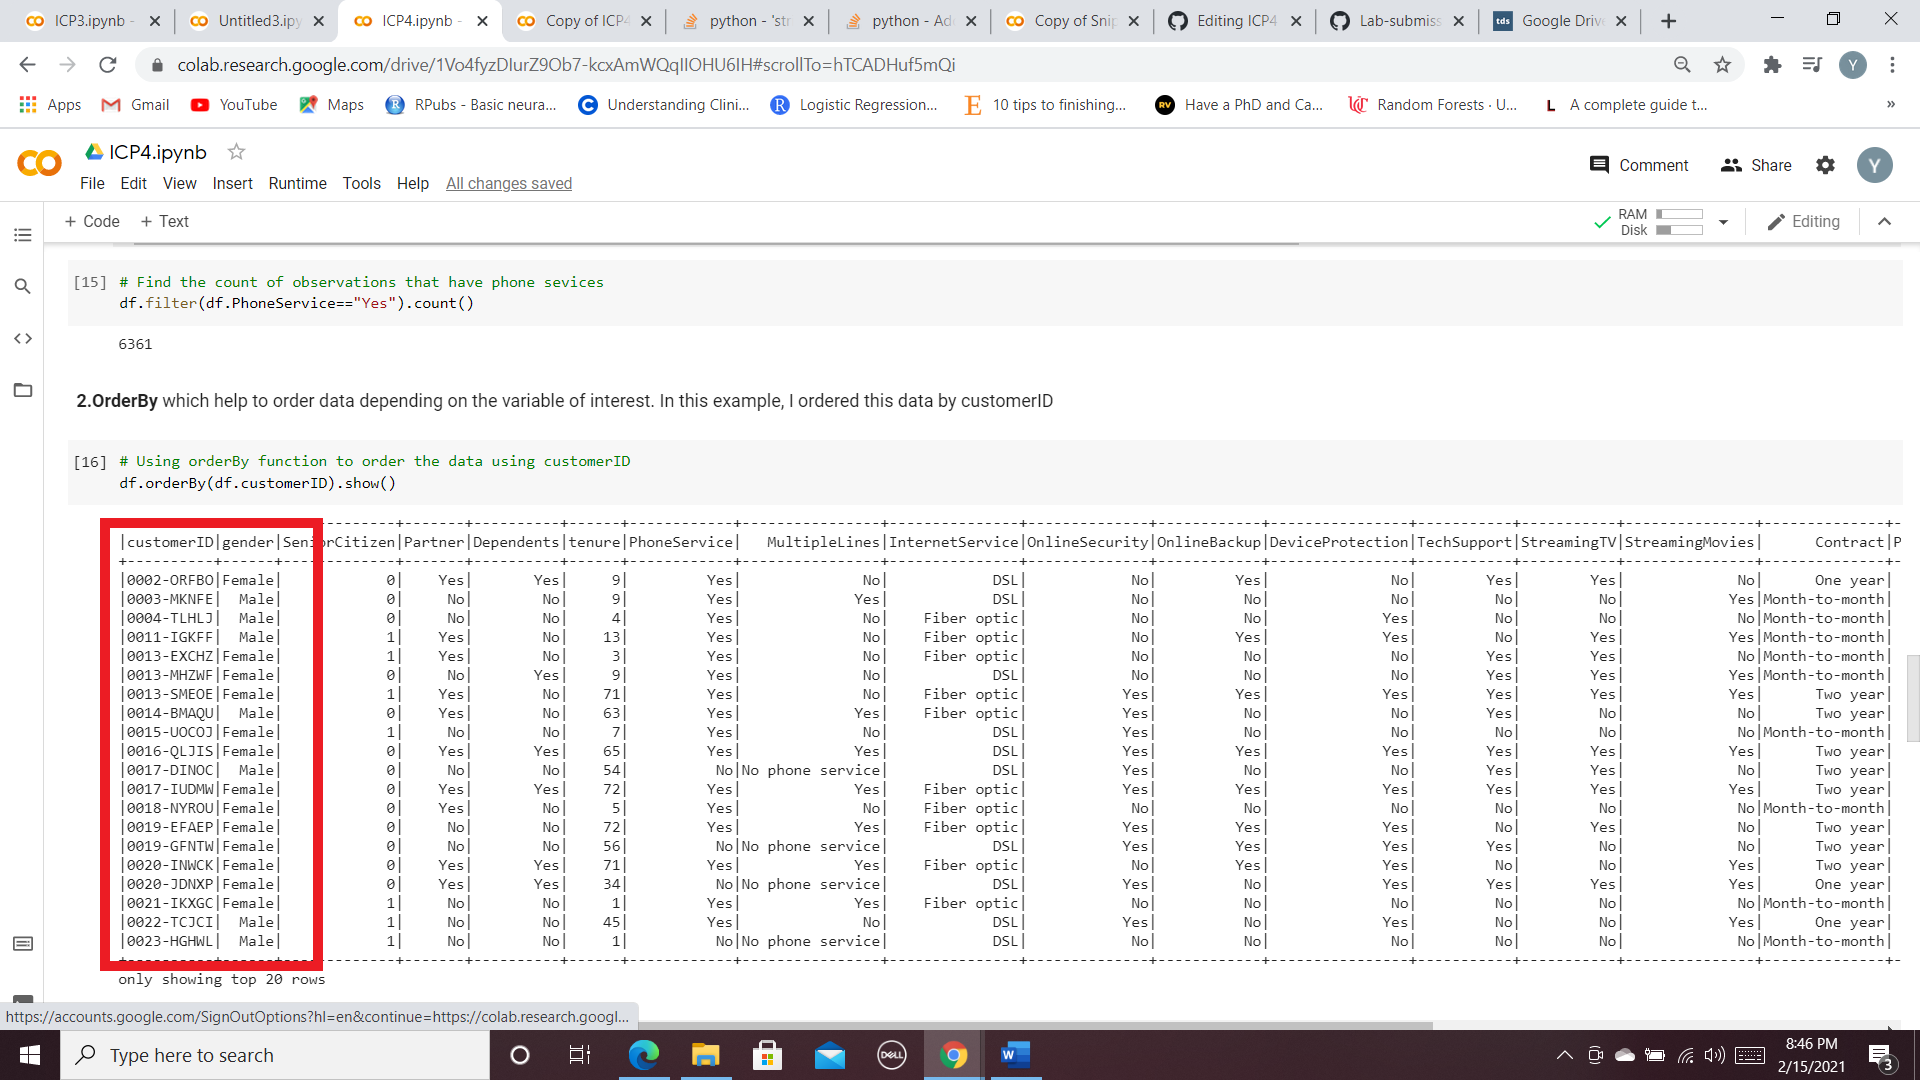 ICP3.ipynb - Untitled3.ipy ICP4.ipynb - Copy of ICP4 python - 'str python - Add Copy of Snip Editing ICP4 Lab-submiss Google Drive
colab.research.google.com/drive/1Vo4fyzDIurZ9Ob7-kcxAmWQqIIOHU6IH#scrollTo=hTCADHuf5mQi
Apps Gmail YouTube Maps RPubs - Basic neura... Understanding Clini... Logistic Regression... 10 tips to finishing... Have a PhD and Ca... Random Forests · U... A complete guide t... »
ICP4.ipynb
Comment Share Y
File Edit View Insert Runtime Tools Help All changes saved
+ Code + Text
RAM
Disk
Editing
[15] # Find the count of observations that have phone sevices
df.filter(df.PhoneService=="Yes").count()
6361
2.OrderBy which help to order data depending on the variable of interest. In this example, I ordered this data by customerID
[16] # Using orderBy function to order the data using customerID
df.orderBy(df.customerID).show()
|customerID|gender|SeniorCitizen|Partner|Dependents|tenure|PhoneService| MultipleLines|InternetService|OnlineSecurity|OnlineBackup|DeviceProtection|TechSupport|StreamingTV|StreamingMovies| Contract|P
|0002-ORFBO|Female| 0| Yes| Yes| 9| Yes| No| DSL| No| Yes| No| Yes| Yes| No| One year|
|0003-MKNFE| Male| 0| No| No| 9| Yes| Yes| DSL| No| No| No| No| No| Yes|Month-to-month|
|0004-TLHLJ| Male| 0| No| No| 4| Yes| No| Fiber optic| No| No| Yes| No| No| No|Month-to-month|
|0011-IGKFF| Male| 1| Yes| No| 13| Yes| No| Fiber optic| No| Yes| Yes| No| Yes| Yes|Month-to-month|
|0013-EXCHZ|Female| 1| Yes| No| 3| Yes| No| Fiber optic| No| No| No| Yes| Yes| No|Month-to-month|
|0013-MHZWF|Female| 0| No| Yes| 9| Yes| No| DSL| No| No| No| Yes| Yes| Yes|Month-to-month|
|0013-SMEOE|Female| 1| Yes| No| 71| Yes| No| Fiber optic| Yes| Yes| Yes| Yes| Yes| Yes| Two year|
|0014-BMAQU| Male| 0| Yes| No| 63| Yes| Yes| Fiber optic| Yes| No| No| Yes| No| No| Two year|
|0015-UOCOJ|Female| 1| No| No| 7| Yes| No| DSL| Yes| No| No| No| No| No|Month-to-month|
|0016-QLJIS|Female| 0| Yes| Yes| 65| Yes| Yes| DSL| Yes| Yes| Yes| Yes| Yes| Yes| Two year|
|0017-DINOC| Male| 0| No| No| 54| No|No phone service| DSL| Yes| No| No| Yes| Yes| No| Two year|
|0017-IUDMW|Female| 0| Yes| Yes| 72| Yes| Yes| Fiber optic| Yes| Yes| Yes| Yes| Yes| Yes| Two year|
|0018-NYROU|Female| 0| Yes| No| 5| Yes| No| Fiber optic| No| No| No| No| No| No|Month-to-month|
|0019-EFAEP|Female| 0| No| No| 72| Yes| Yes| Fiber optic| Yes| Yes| Yes| No| Yes| No| Two year|
|0019-GFNTW|Female| 0| No| No| 56| No|No phone service| DSL| Yes| Yes| Yes| Yes| No| No| Two year|
|0020-INWCK|Female| 0| Yes| Yes| 71| Yes| Yes| Fiber optic| No| Yes| Yes| No| No| Yes| Two year|
|0020-JDNXP|Female| 0| Yes| Yes| 34| No|No phone service| DSL| Yes| No| Yes| Yes| Yes| Yes| One year|
|0021-IKXGC|Female| 1| No| No| 1| Yes| Yes| Fiber optic| No| No| No| No| No| No|Month-to-month|
|0022-TCJCI| Male| 1| No| No| 45| Yes| No| DSL| Yes| No| Yes| No| No| Yes| One year|
|0023-HGHWL| Male| 1| No| No| 1| No|No phone service| DSL| No| No| No| No| No| No|Month-to-month|
only showing top 20 rows
https://accounts.google.com/SignOutOptions?hl=en&continue=https://colab.research.googl...
Type here to search
8:46 PM
2/15/2021
3